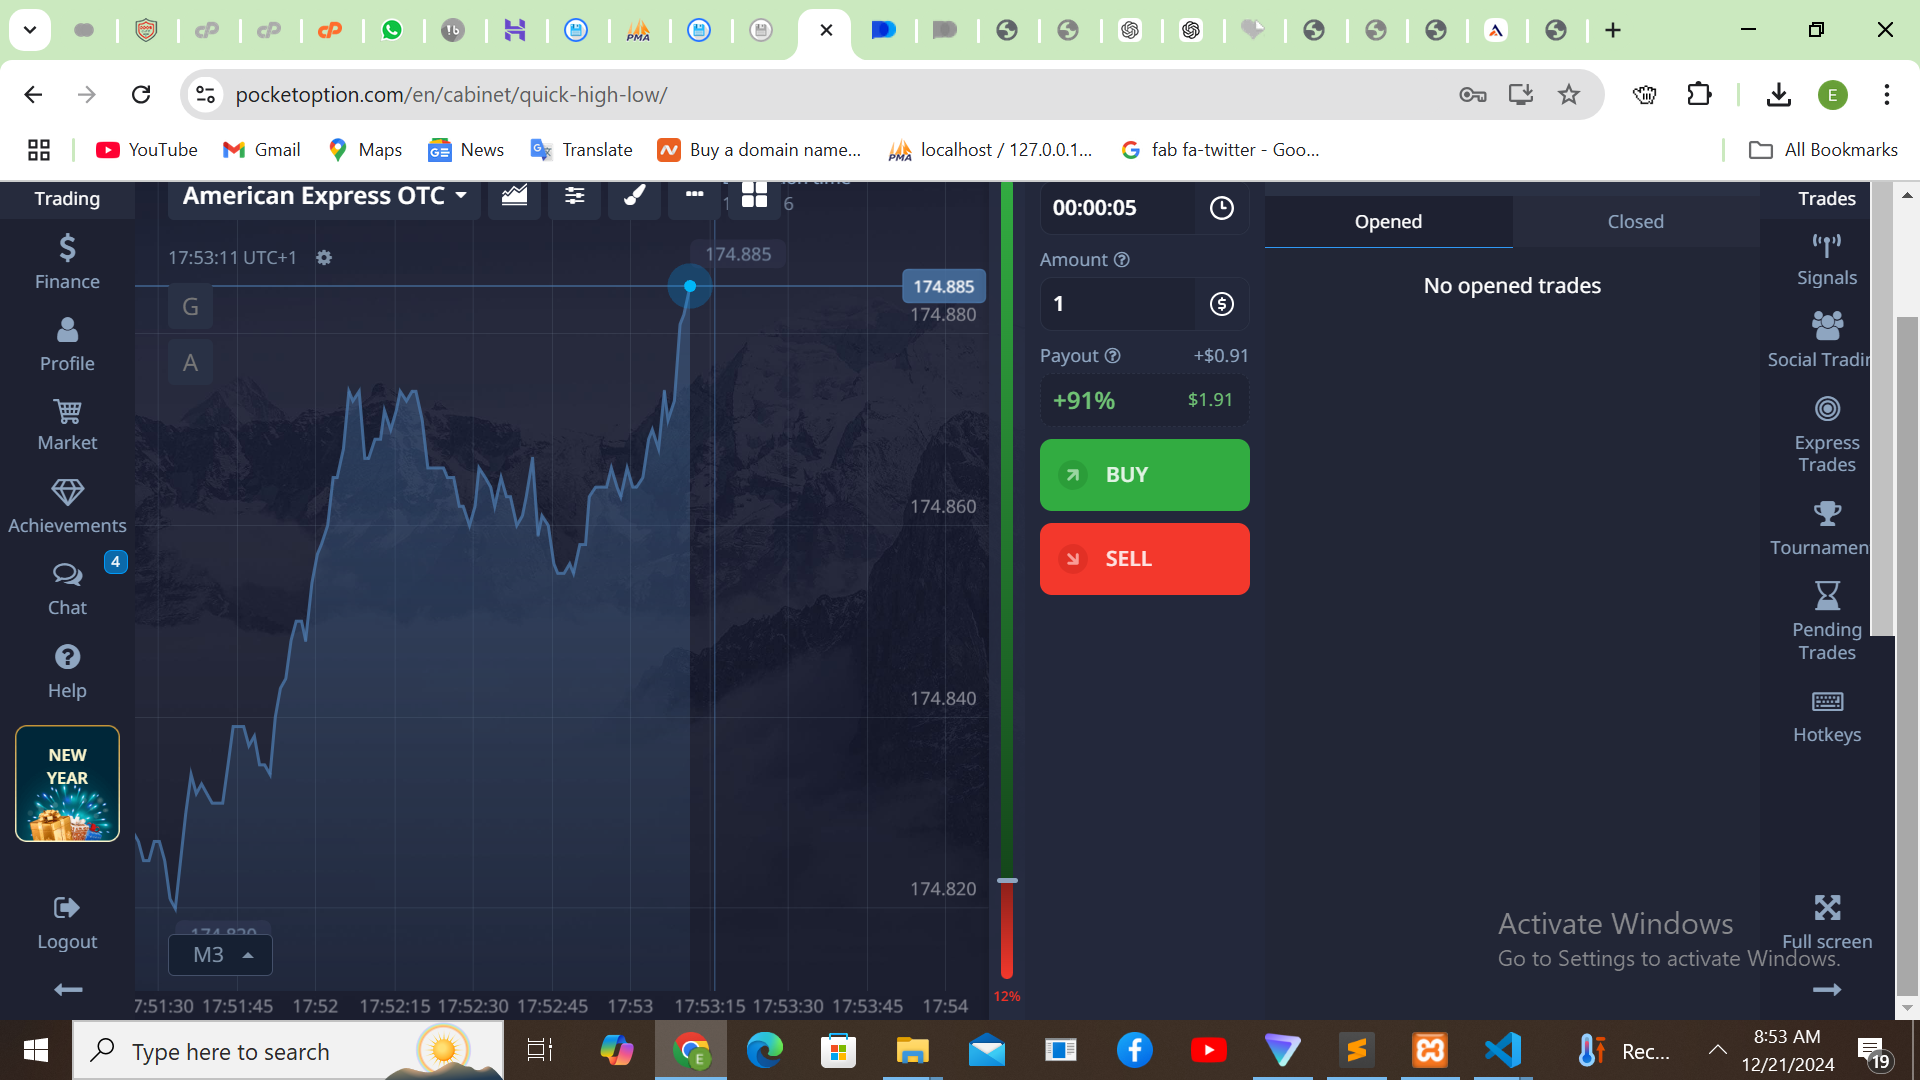 pocketoption.com/en/cabinet/quick-high-low/
E
YouTube
Gmail
Maps
News
Translate
Buy a domain name...
PMA
localhost / 127.0.0.1...
fab fa-twitter - Goo...
All Bookmarks
Trading
Finance
Profile
Market
Achievements
4
Chat
Help
NEW
YEAR
Logout
American Express OTC
17:53:11 UTC+1
G
A
174.885
174.885
174.880
174.860
174.840
174.820
M3
7:51:30 17:51:45 17:52 17:52:15 17:52:30 17:52:45 17:53 17:53:15 17:53:30 17:53:45 17:54
12%
00:00:05
Amount
1
Payout +$0.91
+91% $1.91
BUY
SELL
Opened Closed
No opened trades
Trades
Signals
Social Tradin
Express
Trades
Tournamen
Pending
Trades
Hotkeys
Full screen
Activate Windows
Go to Settings to activate Windows.
Type here to search
Rec...
8:53 AM
12/21/2024
19